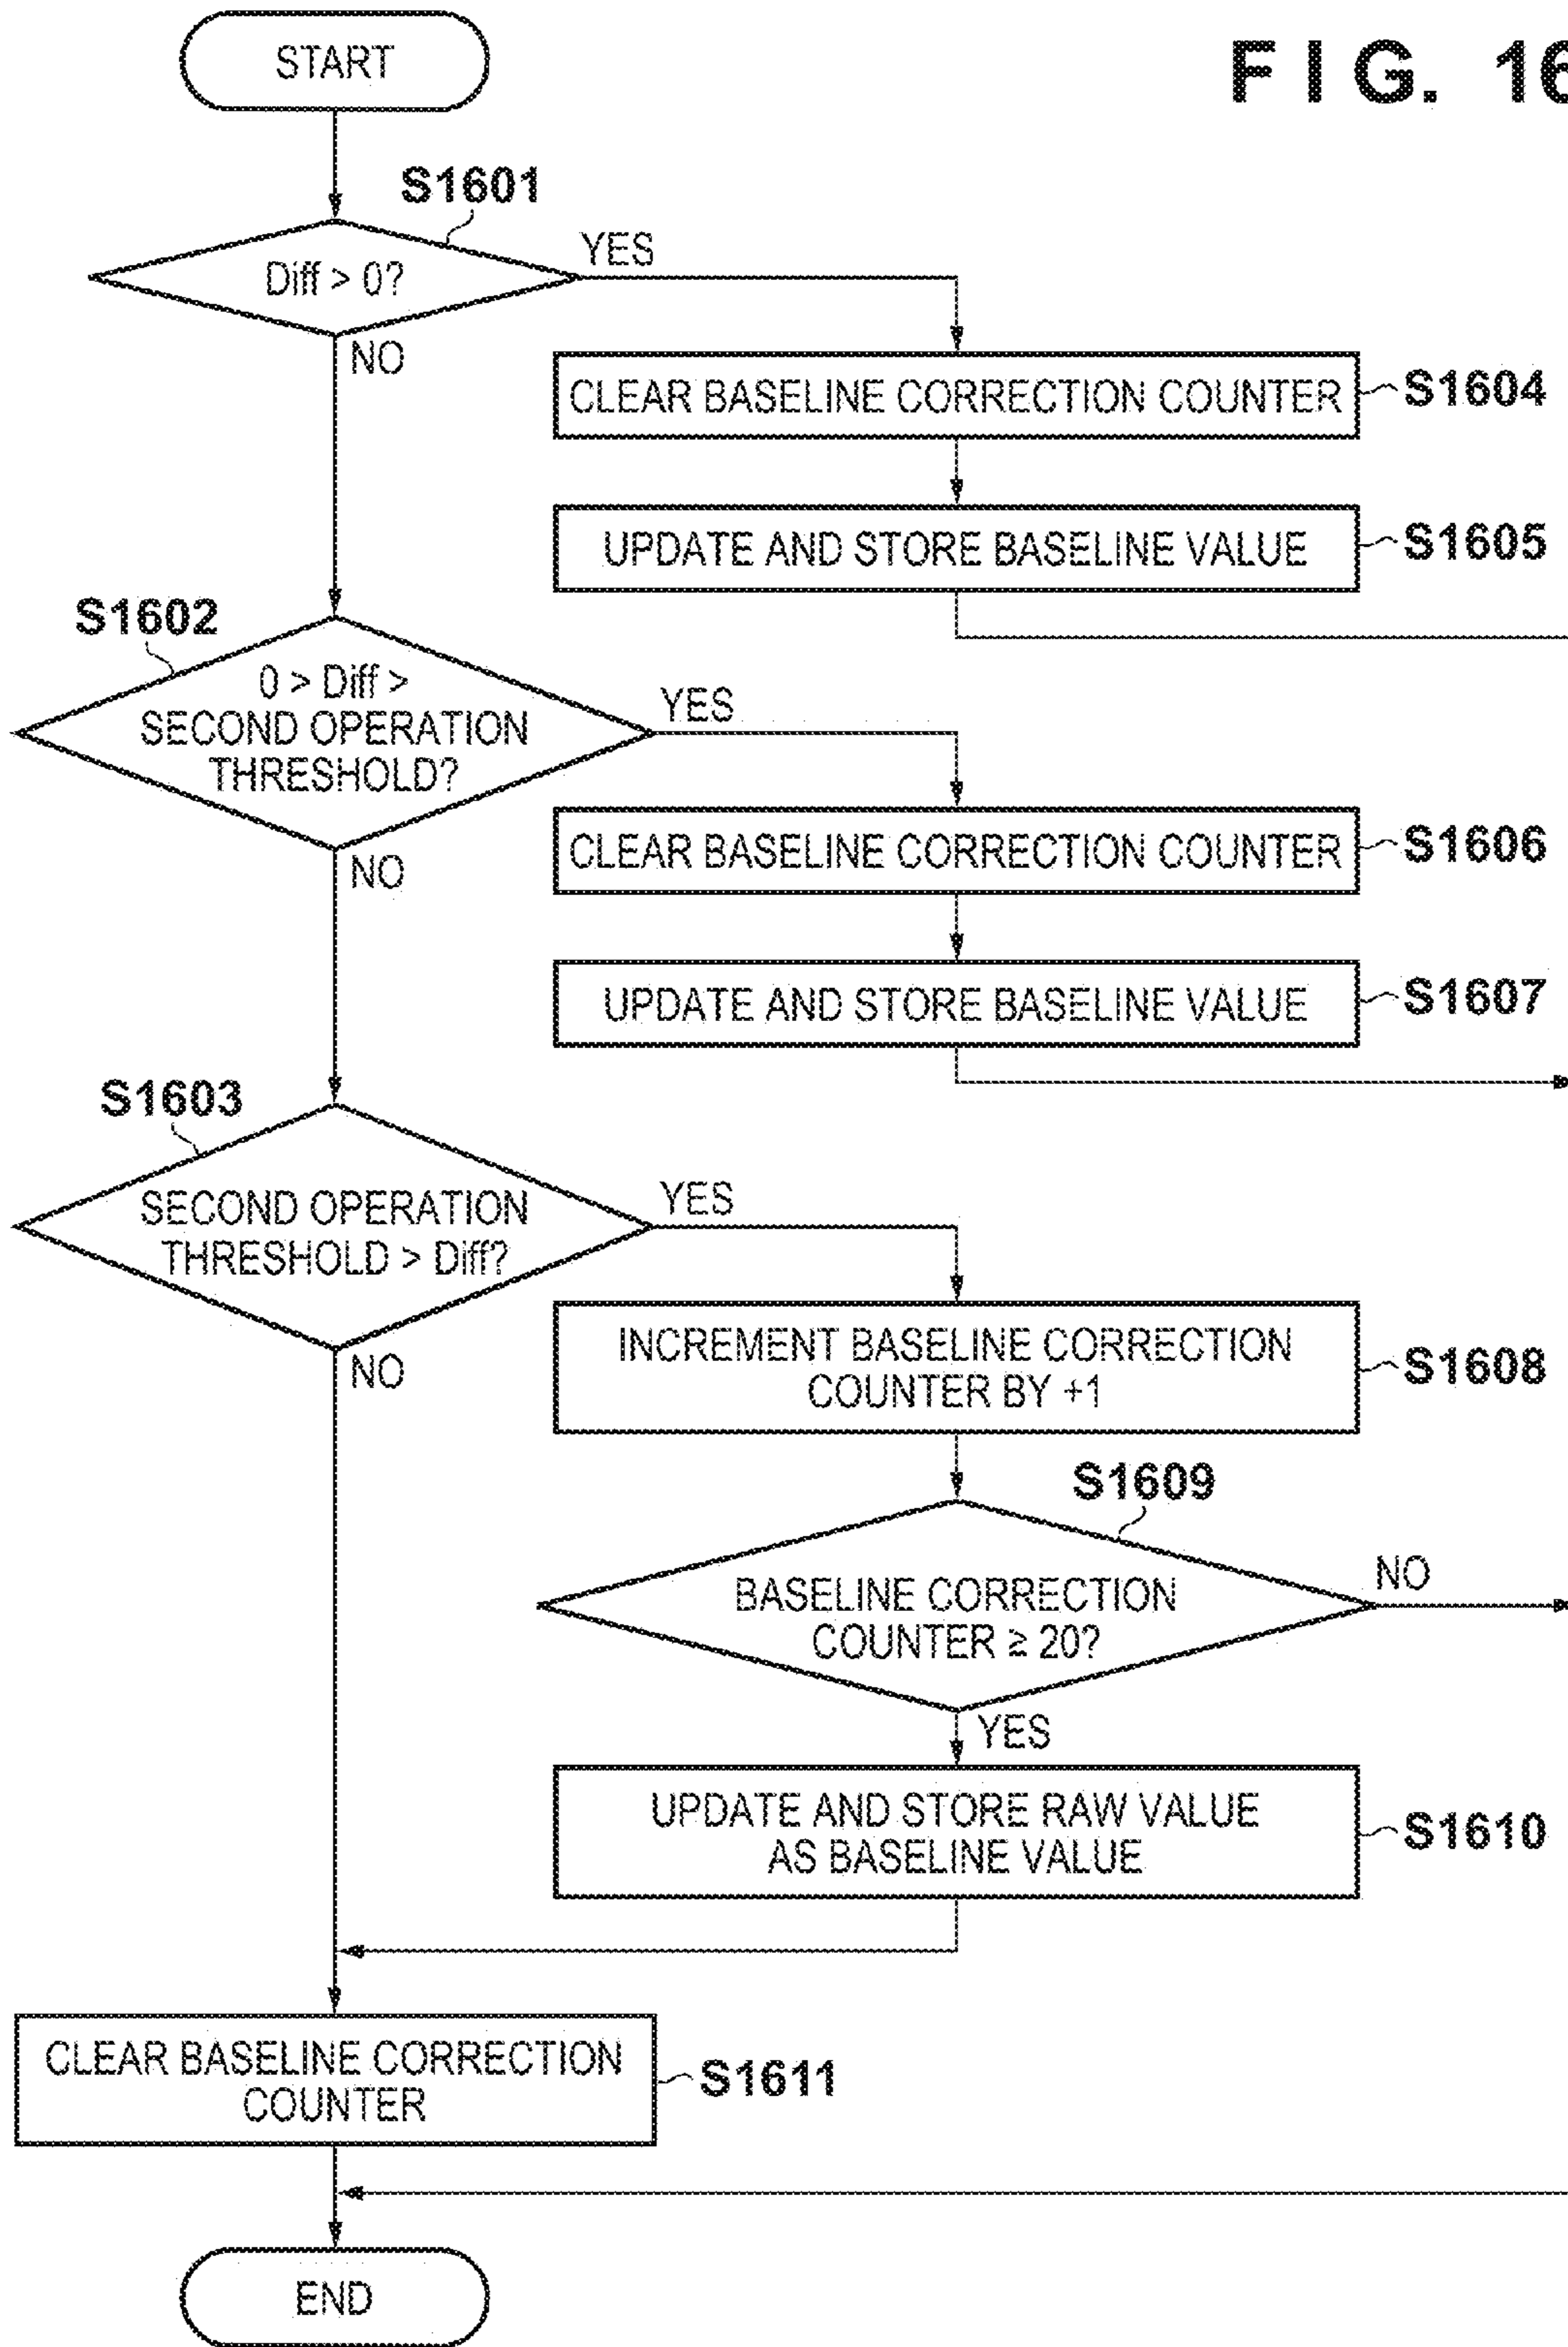 START
F I G. 16
S1601
Diff > 0?
YES
NO
CLEAR BASELINE CORRECTION COUNTER
S1604
UPDATE AND STORE BASELINE VALUE
S1605
S1602
0 > Diff >
SECOND OPERATION
THRESHOLD?
YES
NO
CLEAR BASELINE CORRECTION COUNTER
S1606
UPDATE AND STORE BASELINE VALUE
S1607
S1603
SECOND OPERATION
THRESHOLD > Diff?
YES
NO
INCREMENT BASELINE CORRECTION
COUNTER BY +1
S1608
S1609
BASELINE CORRECTION
COUNTER ≧ 20?
NO
YES
UPDATE AND STORE RAW VALUE
AS BASELINE VALUE
S1610
CLEAR BASELINE CORRECTION
COUNTER
S1611
END